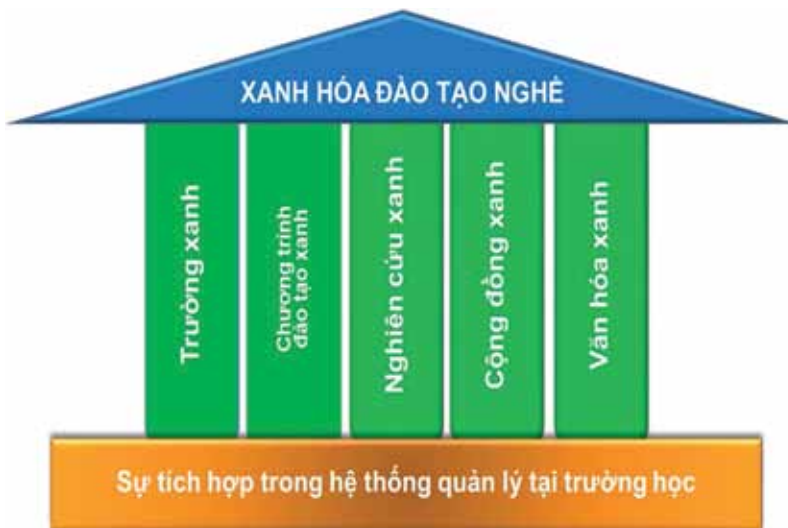 XANH HÓA ĐÀO TẠO NGHỀ
Trường xanh
Chương trình
đào tạo xanh
Nghiên cứu xanh
Cộng đồng xanh
Văn hóa xanh
Sự tích hợp trong hệ thống quản lý tại trường học